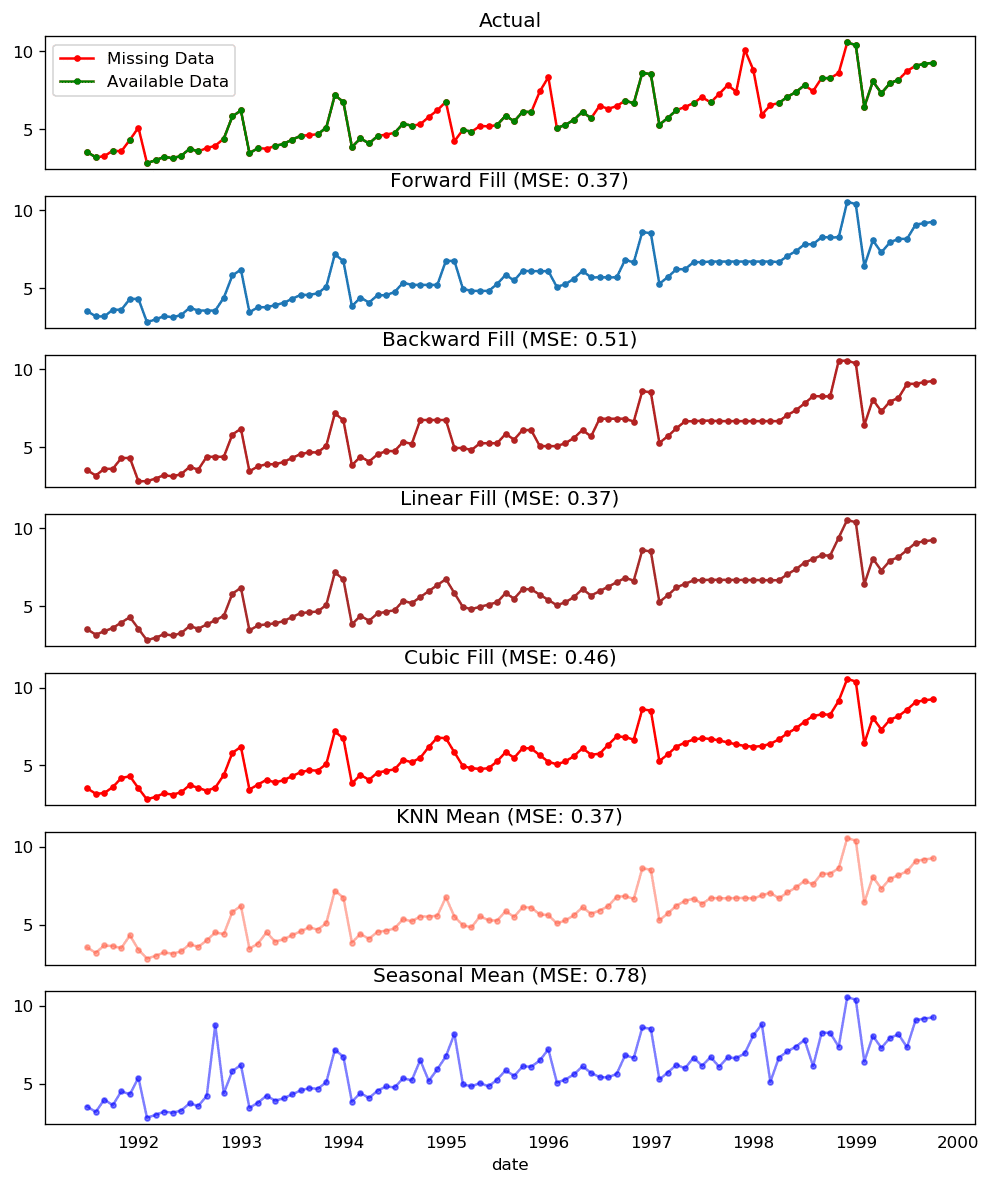 Actual
10
5
Missing Data
Available Data
Forward Fill (MSE: 0.37)
10
5
Backward Fill (MSE: 0.51)
10
5
Linear Fill (MSE: 0.37)
10
5
Cubic Fill (MSE: 0.46)
10
5
KNN Mean (MSE: 0.37)
10
5
Seasonal Mean (MSE: 0.78)
10
5
1992 1993 1994 1995 1996 1997 1998 1999 2000
date